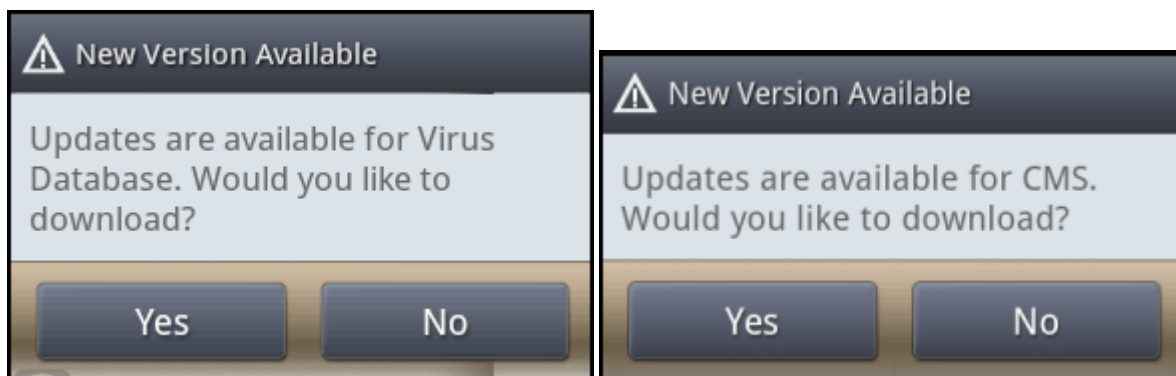 New Version Available
Updates are available for Virus
Database. Would you like to
download?
Yes
No
New Version Available
Updates are available for CMS.
Would you like to download?
Yes
No